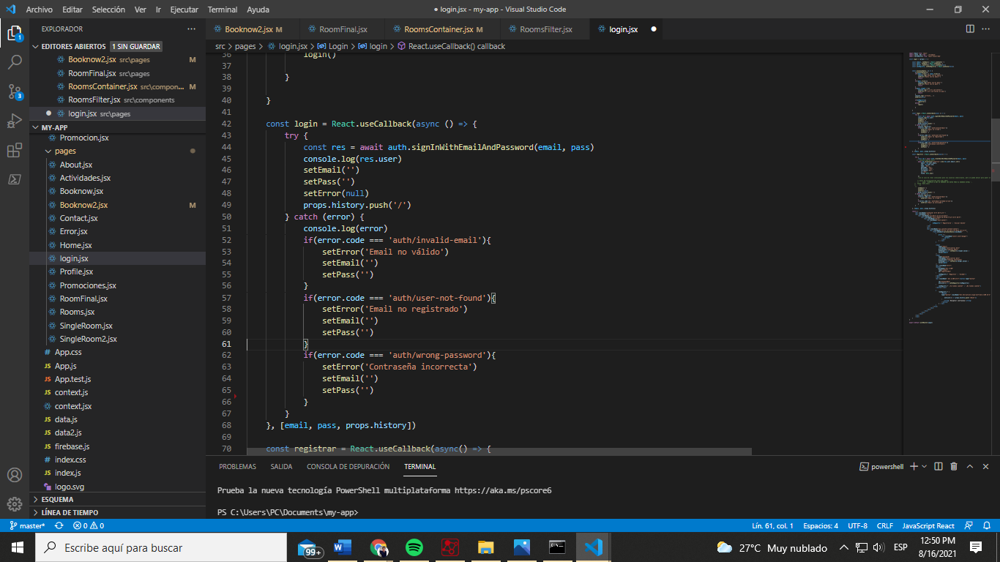 Archivo Editar Selección Ver Ir Ejecutar Terminal Ayuda
● login.jsx - my-app - Visual Studio Code
EXPLORADOR
EDITORES ABIERTOS 1 SIN GUARDAR
Booknow2.jsx src\pages M
RoomFinal.jsx src\pages
RoomsContainer.jsx src\compon... M
RoomsFilter.jsx src\components
login.jsx src\pages
MY-APP
Promocion.jsx
pages
About.jsx
Actividades.jsx
Booknow.jsx
Booknow2.jsx M
Contact.jsx
Error.jsx
Home.jsx
login.jsx
Profile.jsx
Promociones.jsx
RoomFinal.jsx
Rooms.jsx
SingleRoom.jsx
SingleRoom2.jsx
# App.css
JS App.js
JS App.test.js
JS context.js
context.jsx
JS data.js
JS data2.js
JS firebase.js
# index.css
JS index.js
logo.svg
ESQUEMA
LÍNEA DE TIEMPO
1
3
Booknow2.jsx M RoomFinal.jsx RoomsContainer.jsx M RoomsFilter.jsx login.jsx ●
src > pages > login.jsx > Login > login > React.useCallback() callback
36 login()
37
38 }
39
40 }
41
42 const login = React.useCallback(async () => {
43 try {
44 const res = await auth.signInWithEmailAndPassword(email, pass)
45 console.log(res.user)
46 setEmail('')
47 setPass('')
48 setError(null)
49 props.history.push('/')
50 } catch (error) {
51 console.log(error)
52 if(error.code === 'auth/invalid-email'){
53 setError('Email no válido')
54 setEmail('')
55 setPass('')
56 }
57 if(error.code === 'auth/user-not-found'){
58 setError('Email no registrado')
59 setEmail('')
60 setPass('')
61 }
62 if(error.code === 'auth/wrong-password'){
63 setError('Contraseña incorrecta')
64 setEmail('')
65 setPass('')
66 }
67 }
68 }, [email, pass, props.history])
69
70 const registrar = React.useCallback(async() => {
PROBLEMAS SALIDA CONSOLA DE DEPURACIÓN TERMINAL
powershell
Prueba la nueva tecnología PowerShell multiplataforma https://aka.ms/pscore6
PS C:\Users\PC\Documents\my-app>
master* 0 0
Lín. 61, col. 1 Espacios: 4 UTF-8 CRLF JavaScript React
Escribe aquí para buscar
99+
27°C Muy nublado
ESP
12:50 PM
8/16/2021